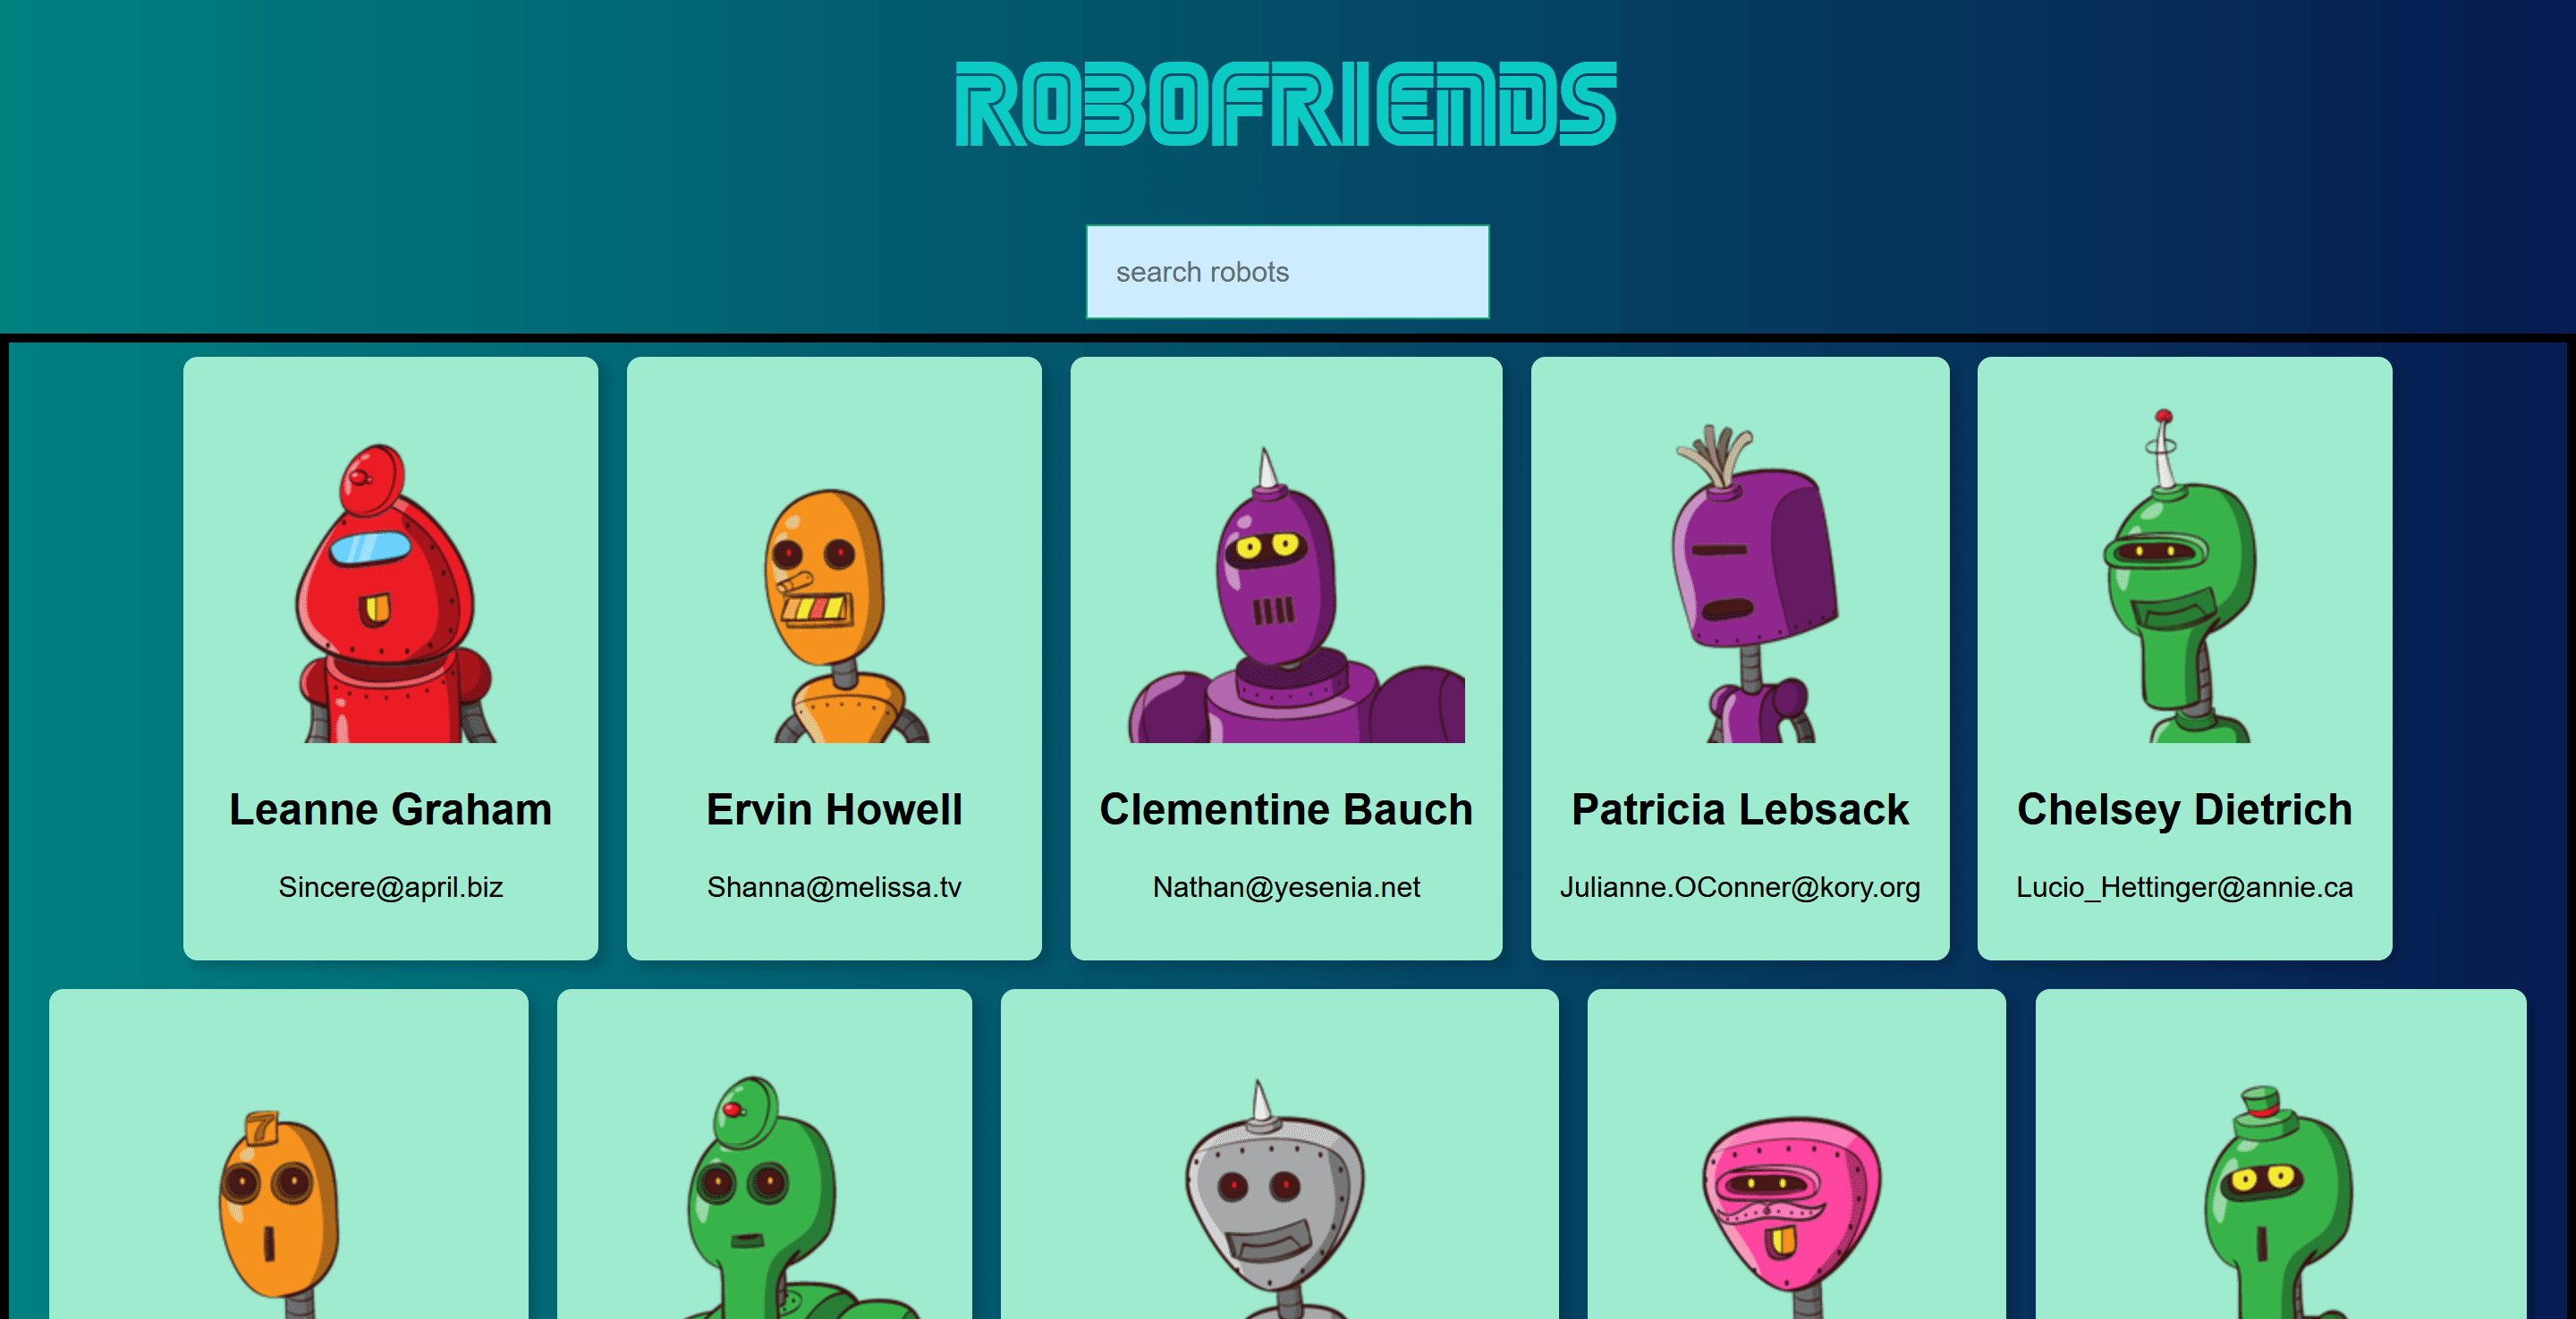 ROBOFRIENDS
search robots
Leanne Graham
Ervin Howell
Clementine Bauch
Patricia Lebsack
Chelsey Dietrich
Sincere@april.biz
Shanna@melissa.tv
Nathan@yesenia.net
Julianne.OConner@kory.org
Lucio_Hettinger@annie.ca
7